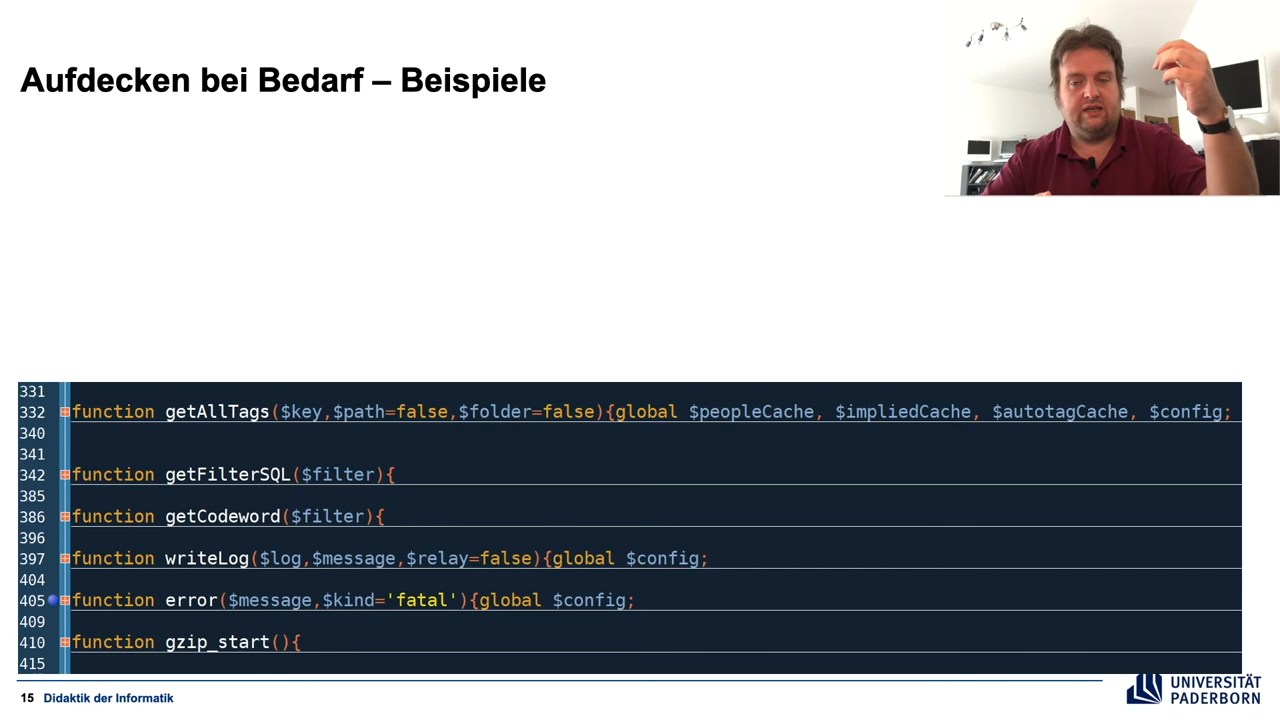 Aufdecken bei Bedarf – Beispiele
331
332 function getAllTags($key,$path=false,$folder=false){global $peopleCache, $impliedCache, $autotagCache, $config;
340
341
342 function getFilterSQL($filter){
385
386 function getCodeword($filter){
396
397 function writeLog($log,$message,$relay=false){global $config;
404
405 function error($message,$kind='fatal'){global $config;
409
410 function gzip_start(){
415
15 Didaktik der Informatik
UNIVERSITÄT
PADERBORN